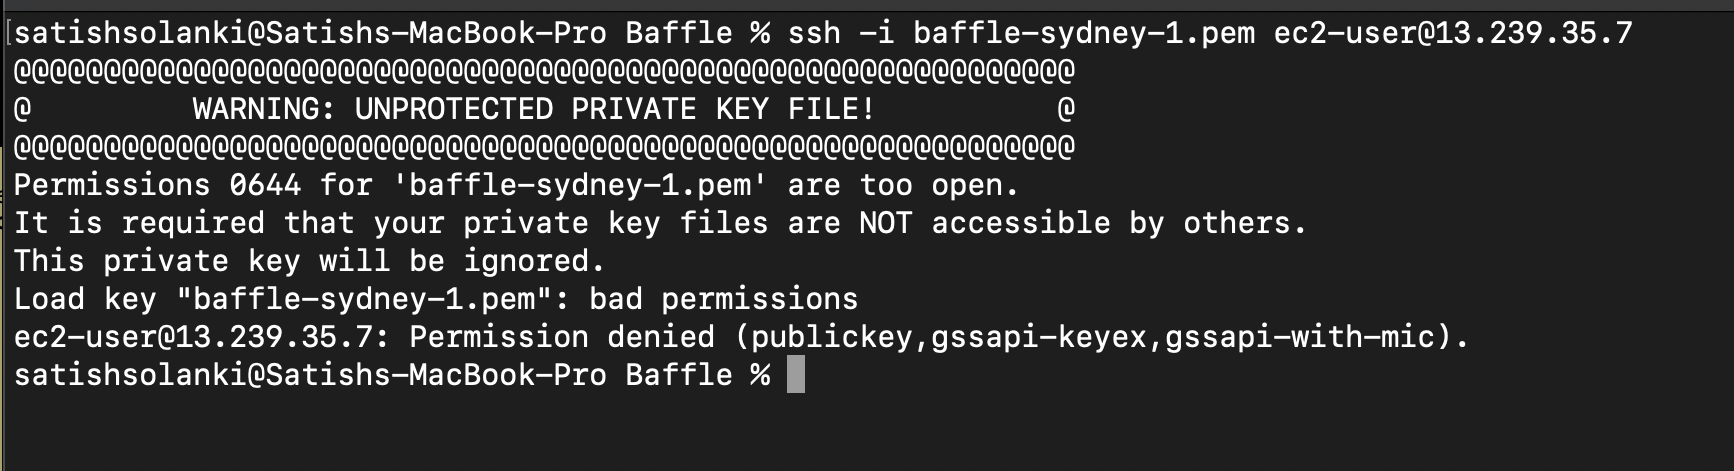 [satishsolanki@Satishs-MacBook-Pro Baffle % ssh -i baffle-sydney-1.pem ec2-user@13.239.35.7
@@@@@@@@@@@@@@@@@@@@@@@@@@@@@@@@@@@@@@@@@@@@@@@@@@@@@@@@@@@
@         WARNING: UNPROTECTED PRIVATE KEY FILE!          @
@@@@@@@@@@@@@@@@@@@@@@@@@@@@@@@@@@@@@@@@@@@@@@@@@@@@@@@@@@@
Permissions 0644 for 'baffle-sydney-1.pem' are too open.
It is required that your private key files are NOT accessible by others.
This private key will be ignored.
Load key "baffle-sydney-1.pem": bad permissions
ec2-user@13.239.35.7: Permission denied (publickey,gssapi-keyex,gssapi-with-mic).
satishsolanki@Satishs-MacBook-Pro Baffle %